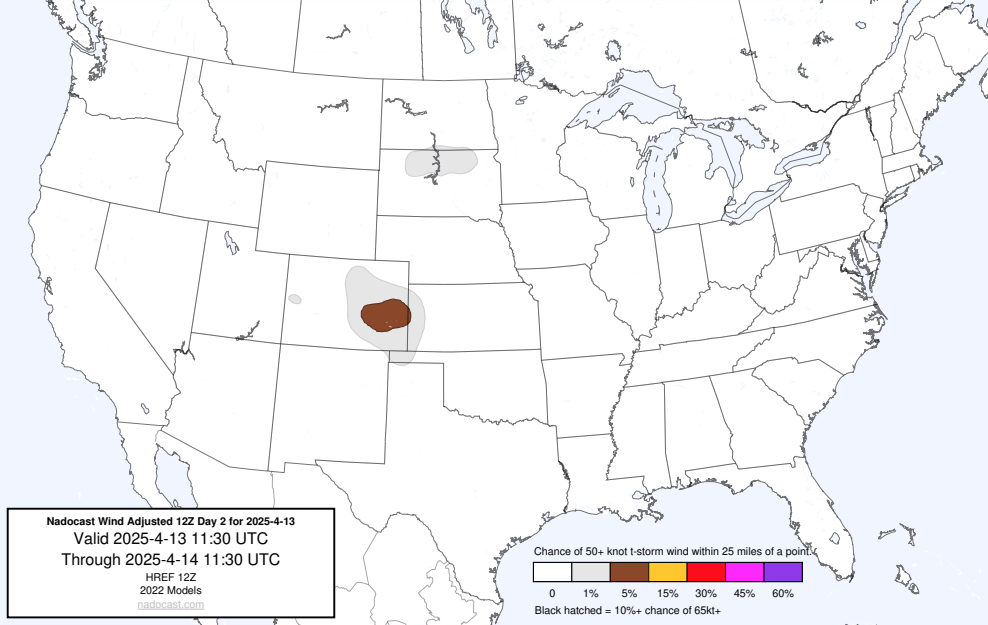 Nadocast Wind Adjusted 12Z Day 2 for 2025-4-13
Valid 2025-4-13 11:30 UTC
Through 2025-4-14 11:30 UTC
HREF 12Z
2022 Models
nadocast.com
Chance of 50+ knot t-storm wind within 25 miles of a point.
0 1% 5% 15% 30% 45% 60%
Black hatched = 10%+ chance of 65kt+